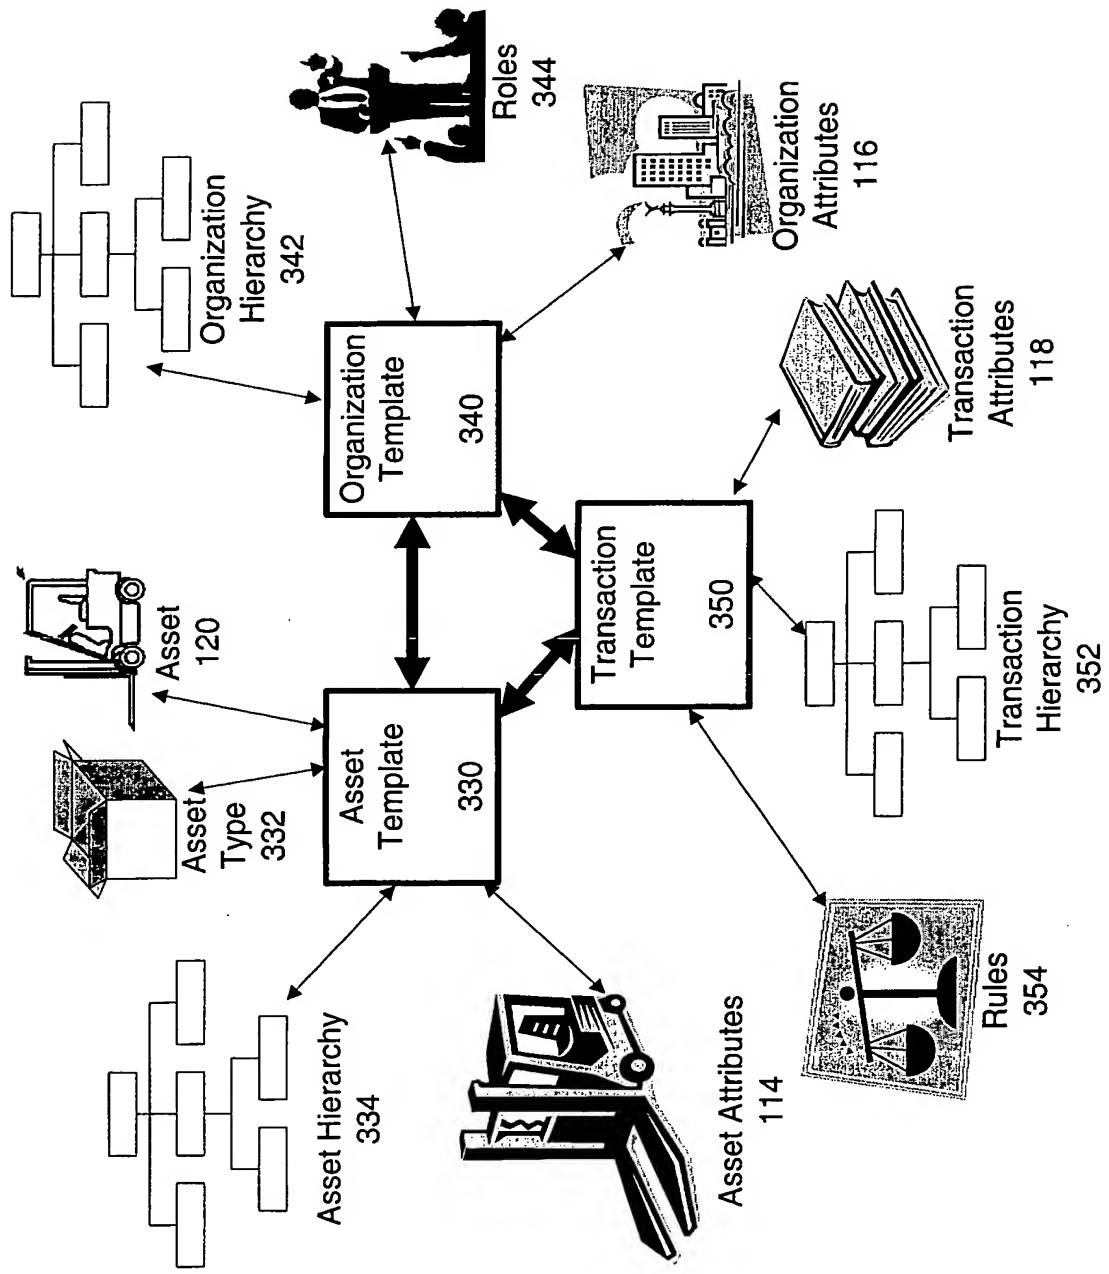 Asset
Type
332
Asset
120
Organization
Hierarchy
342
Roles
344
Asset Hierarchy
334
Asset
Template
330
Organization
Template
340
Organization
Attributes
116
Asset Attributes
114
Transaction
Template
350
Transaction
Attributes
118
Rules
354
Transaction
Hierarchy
352